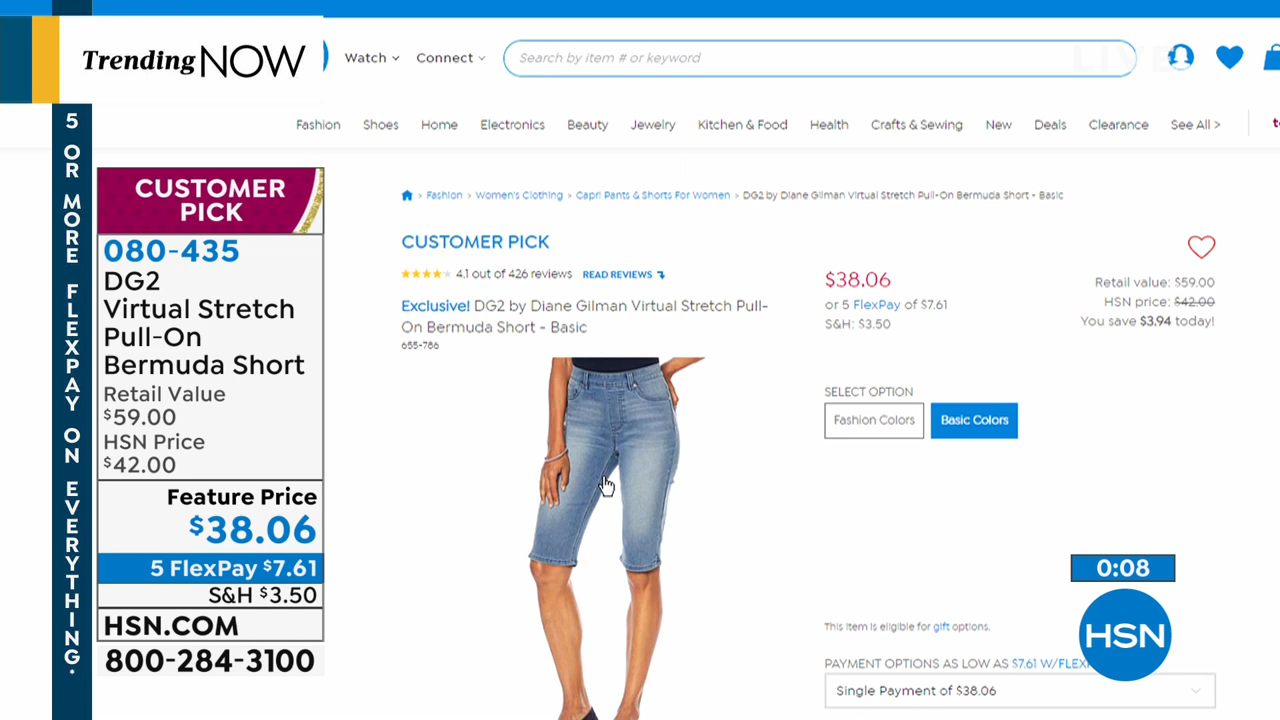 Trending NOW
Watch
Connect
Search by item # or keyword
LIVE
Fashion
Shoes
Home
Electronics
Beauty
Jewelry
Kitchen & Food
Health
Crafts & Sewing
New
Deals
Clearance
See All >
5 OR MORE FLEXPAY ON EVERYTHING.
CUSTOMER
PICK
080-435
DG2
Virtual Stretch
Pull-On
Bermuda Short
Retail Value
$59.00
HSN Price
$42.00
Feature Price
$38.06
5 FlexPay $7.61
S&H $3.50
HSN.COM
800-284-3100
> Fashion > Women's Clothing > Capri Pants & Shorts For Women > DG2 by Diane Gilman Virtual Stretch Pull-On Bermuda Short - Basic
CUSTOMER PICK
4.1 out of 426 reviews READ REVIEWS
Exclusive! DG2 by Diane Gilman Virtual Stretch Pull-
On Bermuda Short - Basic
655-786
$38.06
or 5 FlexPay of $7.61
S&H: $3.50
Retail value: $59.00
HSN price: $42.00
You save $3.94 today!
SELECT OPTION
Fashion Colors
Basic Colors
0:08
HSN
This item is eligible for gift options.
PAYMENT OPTIONS AS LOW AS $7.61 W/FLEX
Single Payment of $38.06